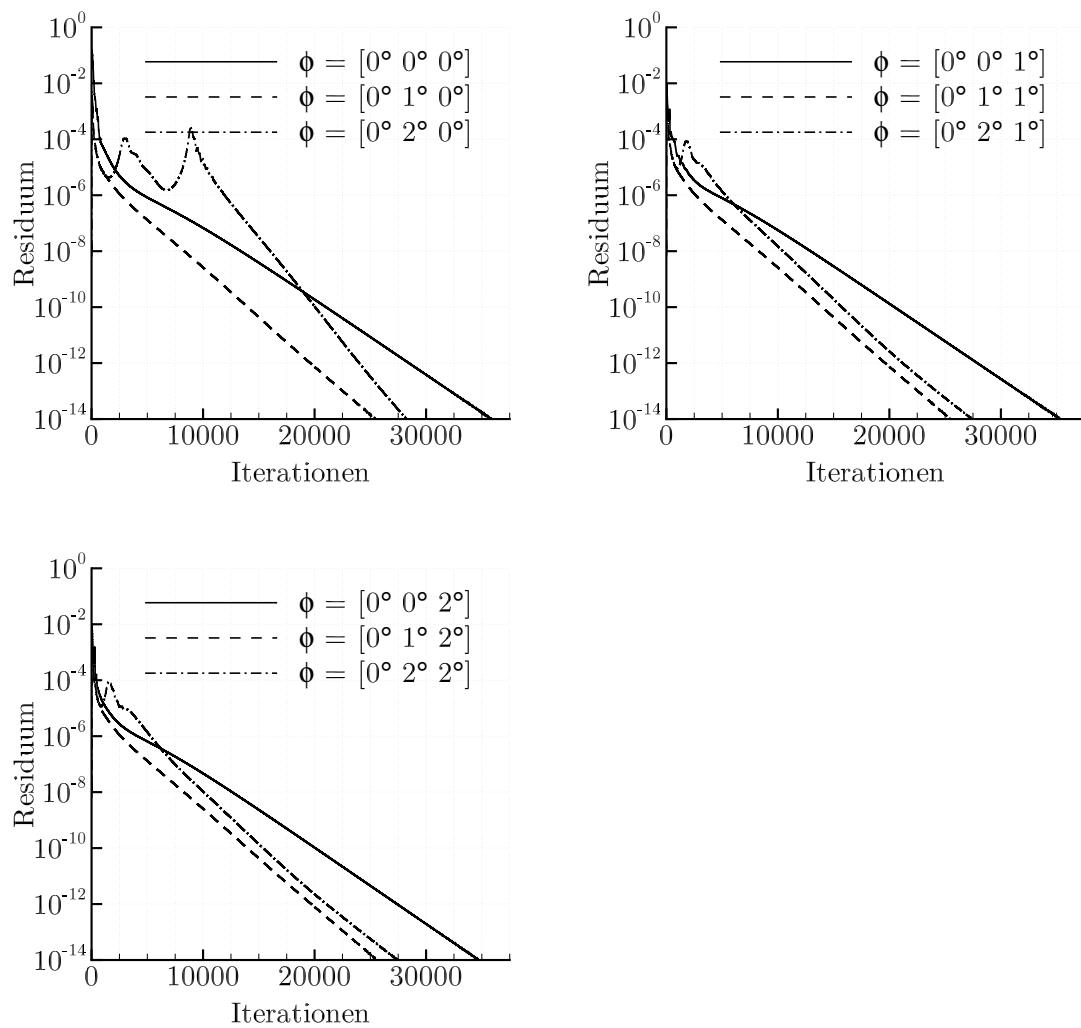 10^0
10^-2
10^-4
10^-6
10^-8
10^-10
10^-12
10^-14
Residuum
ϕ = [0° 0° 0°]
ϕ = [0° 1° 0°]
ϕ = [0° 2° 0°]
0 10000 20000 30000
Iterationen
10^0
10^-2
10^-4
10^-6
10^-8
10^-10
10^-12
10^-14
Residuum
ϕ = [0° 0° 1°]
ϕ = [0° 1° 1°]
ϕ = [0° 2° 1°]
0 10000 20000 30000
Iterationen
10^0
10^-2
10^-4
10^-6
10^-8
10^-10
10^-12
10^-14
Residuum
ϕ = [0° 0° 2°]
ϕ = [0° 1° 2°]
ϕ = [0° 2° 2°]
0 10000 20000 30000
Iterationen